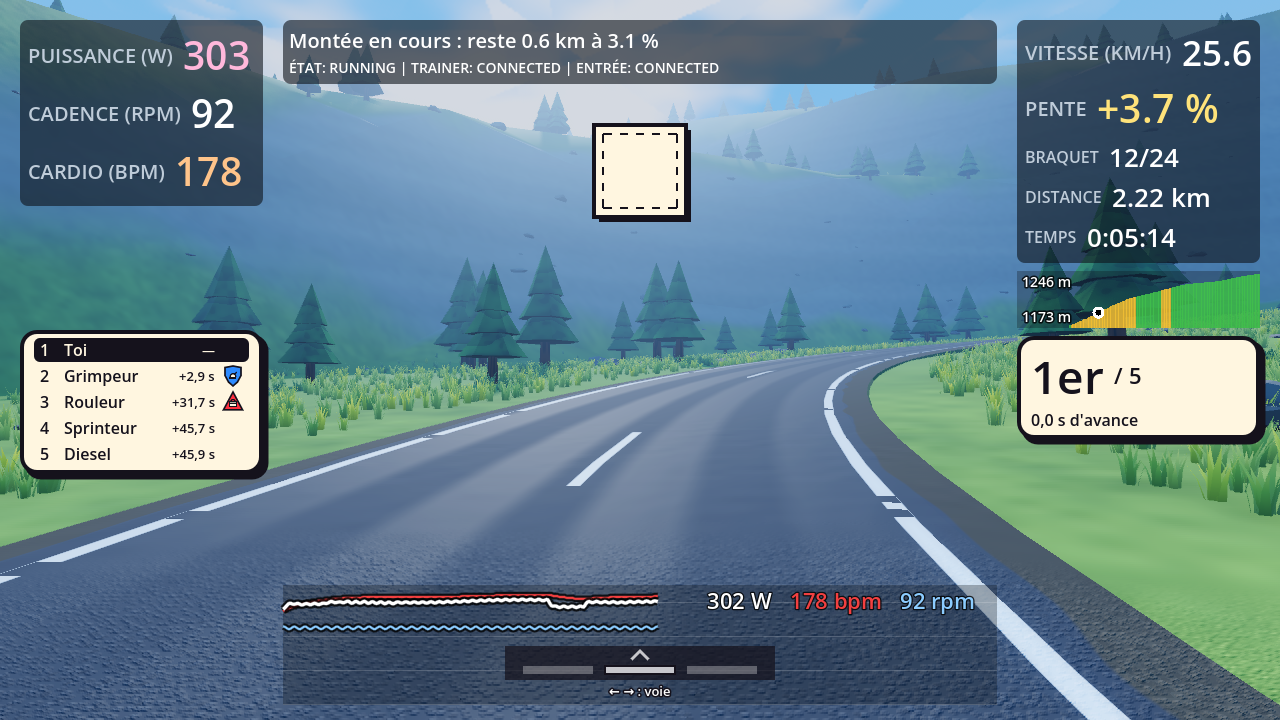 PUISSANCE (W) 303
CADENCE (RPM) 92
CARDIO (BPM) 178
Montée en cours : reste 0.6 km à 3.1 %
ÉTAT: RUNNING | TRAINER: CONNECTED | ENTRÉE: CONNECTED
VITESSE (KM/H) 25.6
PENTE +3.7 %
BRAQUET 12/24
DISTANCE 2.22 km
TEMPS 0:05:14
1246 m
1173 m
1 Toi —
2 Grimpeur +2,9 s
3 Rouleur +31,7 s
4 Sprinteur +45,7 s
5 Diesel +45,9 s
1er / 5
0,0 s d'avance
302 W 178 bpm 92 rpm
← → : voie